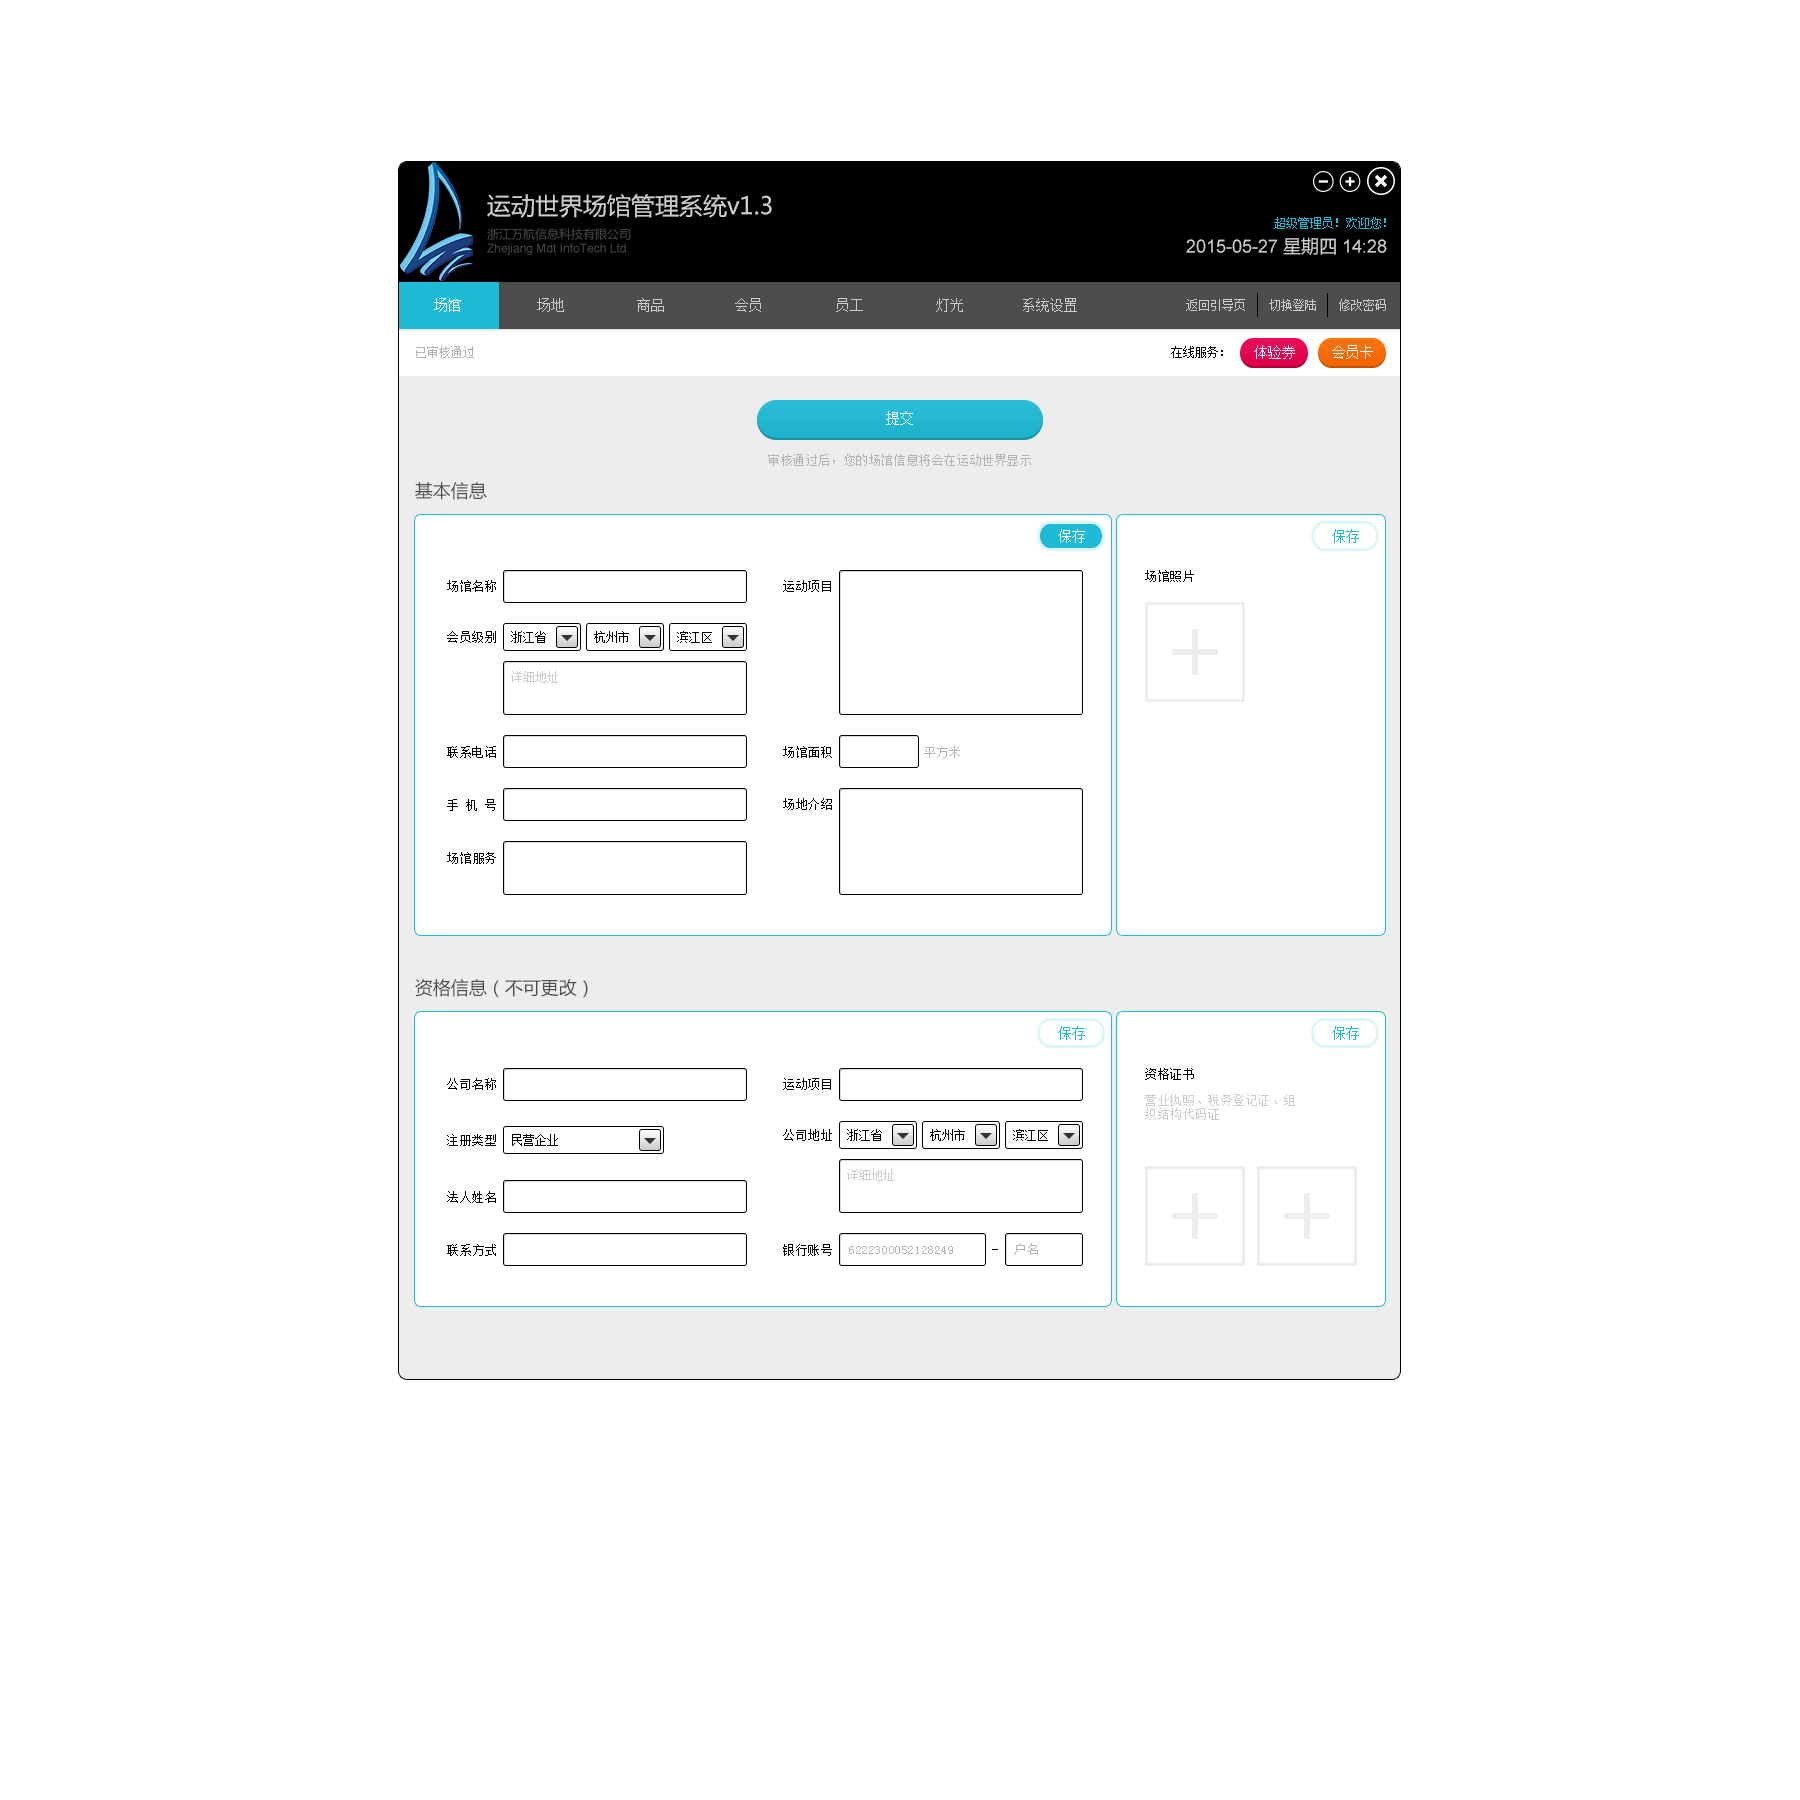 运动世界场馆管理系统v1.3
浙江万航信息科技有限公司
Zhejiang Mdt InfoTech Ltd.
超级管理员！欢迎您！
2015-05-27 星期四 14:28
场馆 场地 商品 会员 员工 灯光 系统设置 返回引导页 切换登陆 修改密码
已审核通过 在线服务： 体验券 会员卡
提交
审核通过后，您的场馆信息将会在运动世界显示
基本信息
保存 保存
场馆照片
场馆名称 运动项目
会员级别 浙江省 杭州市 滨江区
详细地址
联系电话 场馆面积 平方米
手 机 号 场地介绍
场馆服务
资格信息（不可更改）
保存 保存
资格证书
公司名称 运动项目
营业执照、税务登记证、组
织结构代码证
注册类型 民营企业 公司地址 浙江省 杭州市 滨江区
详细地址
法人姓名
联系方式 银行账号 6222300052128249 - 户名